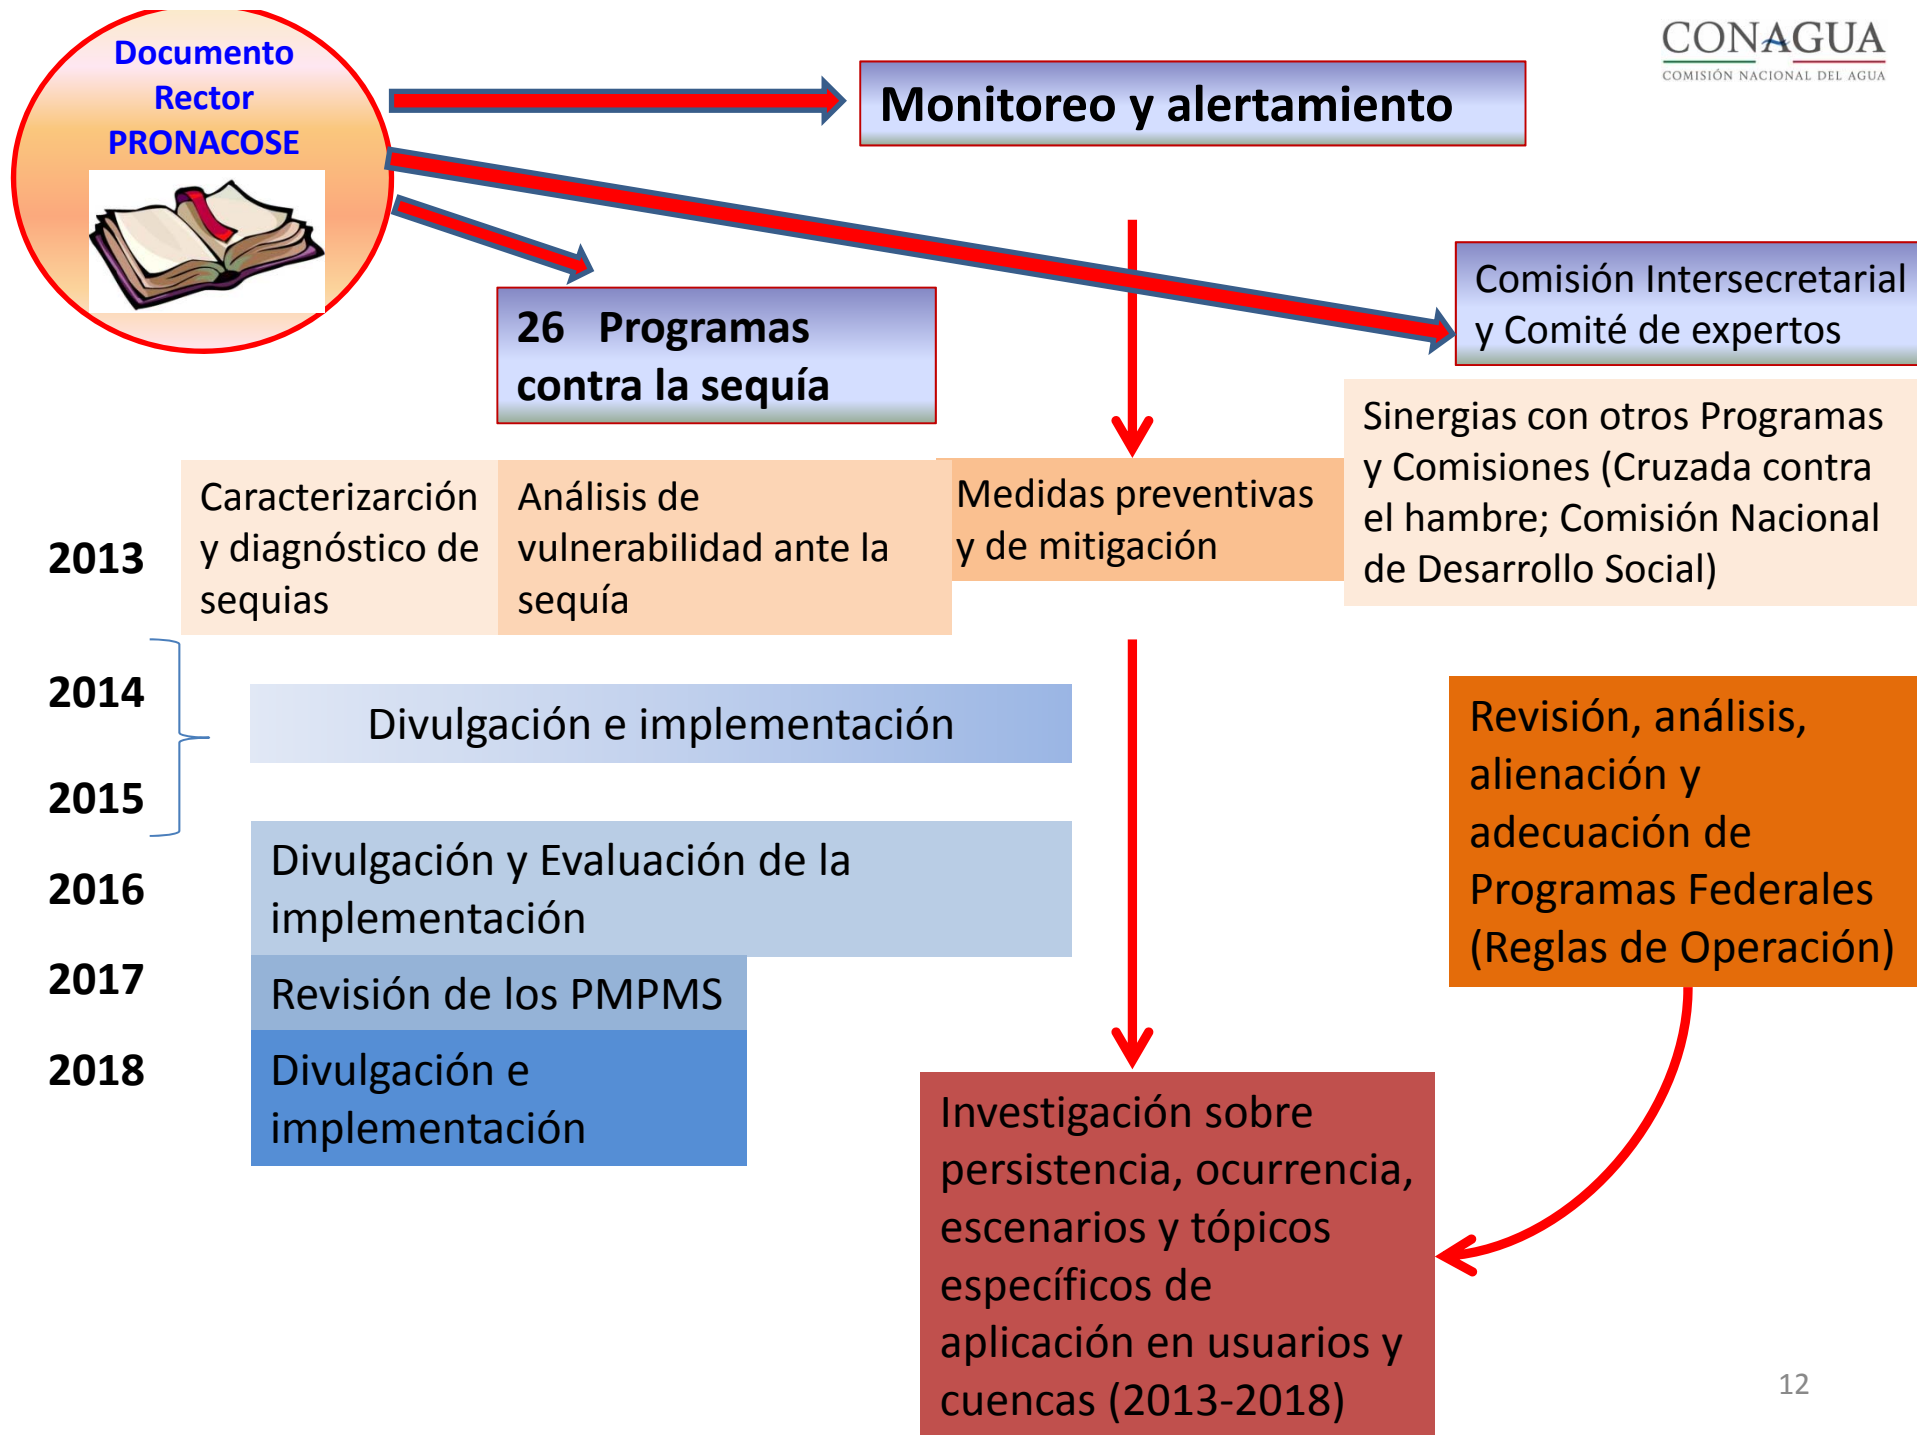 Documento
Rector
PRONACOSE
CONAGUA
COMISIÓN NACIONAL DEL AGUA
Monitoreo y alertamiento
26 Programas
contra la sequía
Comisión Intersecretarial
y Comité de expertos
Sinergias con otros Programas
y Comisiones (Cruzada contra
el hambre; Comisión Nacional
de Desarrollo Social)
2013
Caracterizarción
y diagnóstico de
sequias
Análisis de
vulnerabilidad ante la
sequía
Medidas preventivas
y de mitigación
2014
Divulgación e implementación
2015
Revisión, análisis,
alienación y
adecuación de
Programas Federales
(Reglas de Operación)
2016
Divulgación y Evaluación de la
implementación
2017
Revisión de los PMPMS
2018
Divulgación e
implementación
Investigación sobre
persistencia, ocurrencia,
escenarios y tópicos
específicos de
aplicación en usuarios y
cuencas (2013-2018)
12